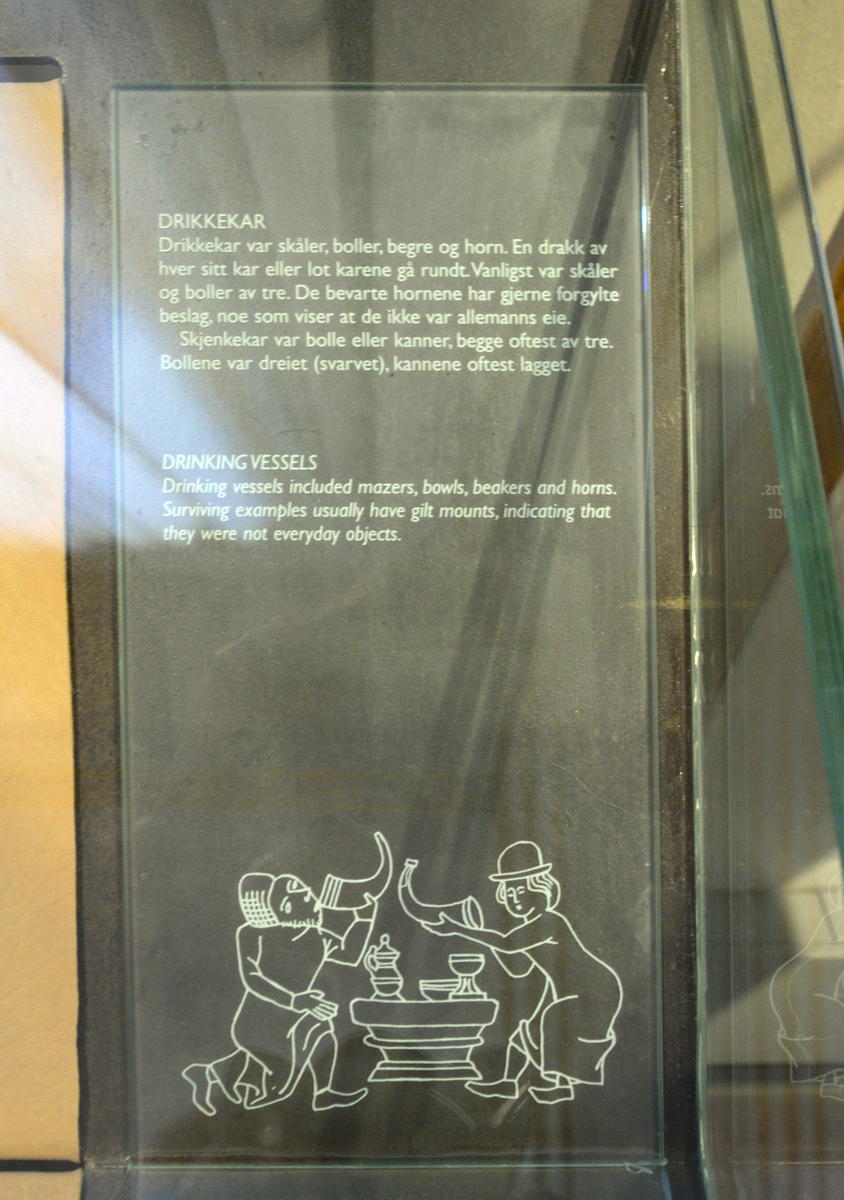 DRIKKEKAR
Drikkekar var skåler, boller, begre og horn. En drakk av
hver sitt kar eller lot karene gå rundt. Vanligst var skåler
og boller av tre. De bevarte hornene har gjerne forgylte
beslag, noe som viser at de ikke var allemanns eie.
Skjenkekar var bolle eller kanner, begge oftest av tre.
Bollene var dreiet (svarvet), kannene oftest lagget.
DRINKING VESSELS
Drinking vessels included mazers, bowls, beakers and horns.
Surviving examples usually have gilt mounts, indicating that
they were not everyday objects.